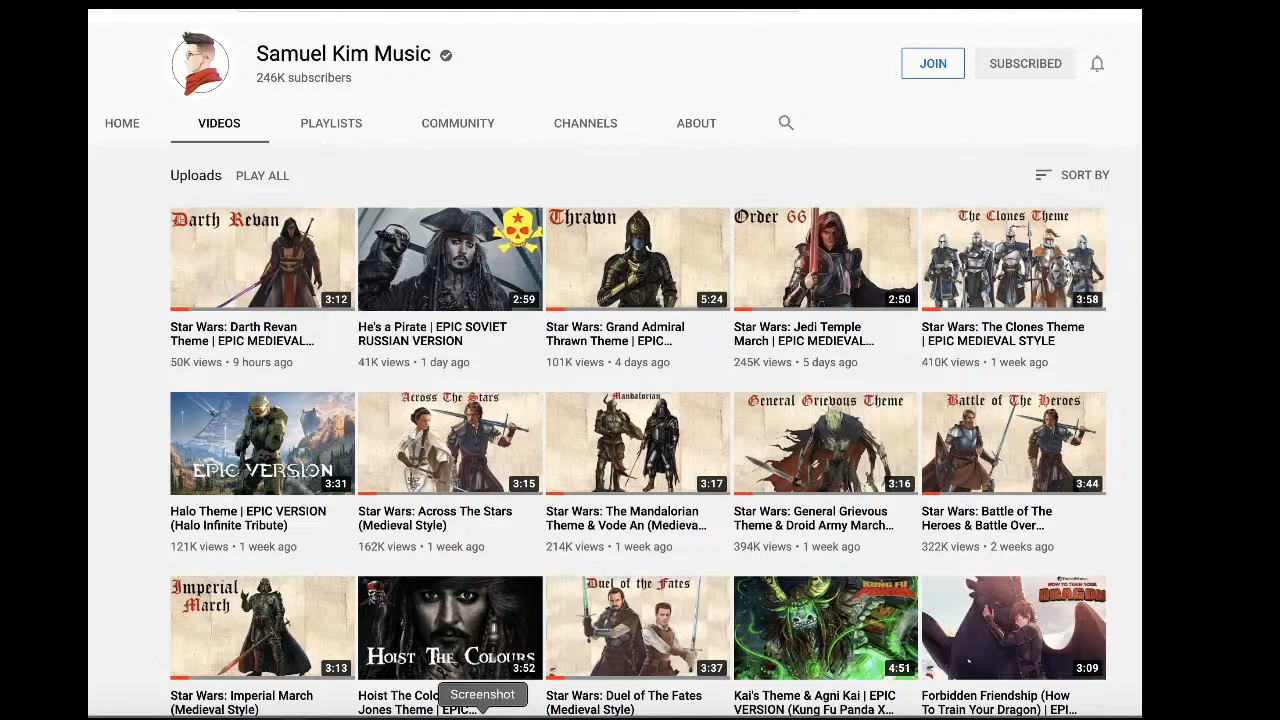 Samuel Kim Music
246K subscribers
JOIN
SUBSCRIBED
HOME
VIDEOS
PLAYLISTS
COMMUNITY
CHANNELS
ABOUT
Uploads
PLAY ALL
SORT BY
Darth Revan
3:12
2:59
Thrawn
5:24
Order 66
2:50
The Clones Theme
3:58
Star Wars: Darth Revan
Theme | EPIC MEDIEVAL...
50K views • 9 hours ago
He's a Pirate | EPIC SOVIET
RUSSIAN VERSION
41K views • 1 day ago
Star Wars: Grand Admiral
Thrawn Theme | EPIC...
101K views • 4 days ago
Star Wars: Jedi Temple
March | EPIC MEDIEVAL...
245K views • 5 days ago
Star Wars: The Clones Theme
| EPIC MEDIEVAL STYLE
410K views • 1 week ago
EPIC VERSION
3:31
Across The Stars
3:15
Mandalorian
3:17
General Grievous Theme
3:16
Battle of The Heroes
3:44
Halo Theme | EPIC VERSION
(Halo Infinite Tribute)
121K views • 1 week ago
Star Wars: Across The Stars
(Medieval Style)
162K views • 1 week ago
Star Wars: The Mandalorian
Theme & Vode An (Medieva...
214K views • 1 week ago
Star Wars: General Grievous
Theme & Droid Army March...
394K views • 1 week ago
Star Wars: Battle of The
Heroes & Battle Over...
322K views • 2 weeks ago
Imperial
March
3:13
Hoist The Colours
3:52
Duel of the Fates
3:37
KUNG FU
4:51
HOW TO TRAIN YOUR
DRAGON
3:09
Star Wars: Imperial March
(Medieval Style)
Hoist The Colo
Jones Theme | EPIC...
Screenshot
Star Wars: Duel of The Fates
(Medieval Style)
Kai's Theme & Agni Kai | EPIC
VERSION (Kung Fu Panda X...
Forbidden Friendship (How
To Train Your Dragon) | EPI...